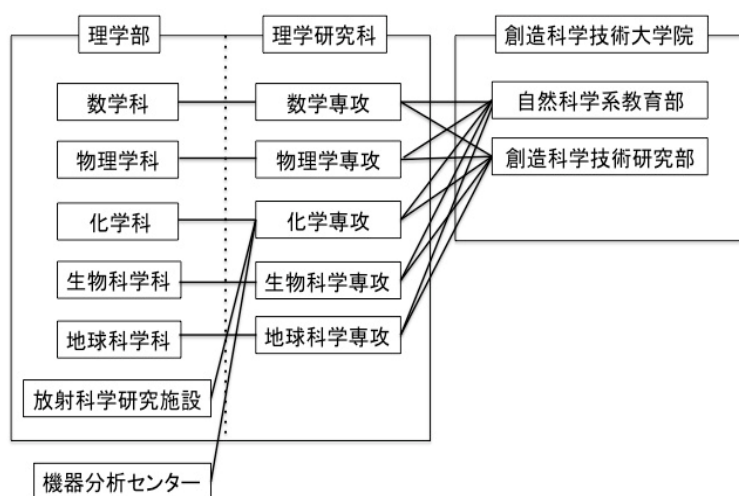 理学部
理学研究科
創造科学技術大学院
数学科
数学専攻
自然科学系教育部
物理学科
物理学専攻
創造科学技術研究部
化学科
化学専攻
生物科学科
生物科学専攻
地球科学科
地球科学専攻
放射科学研究施設
機器分析センター